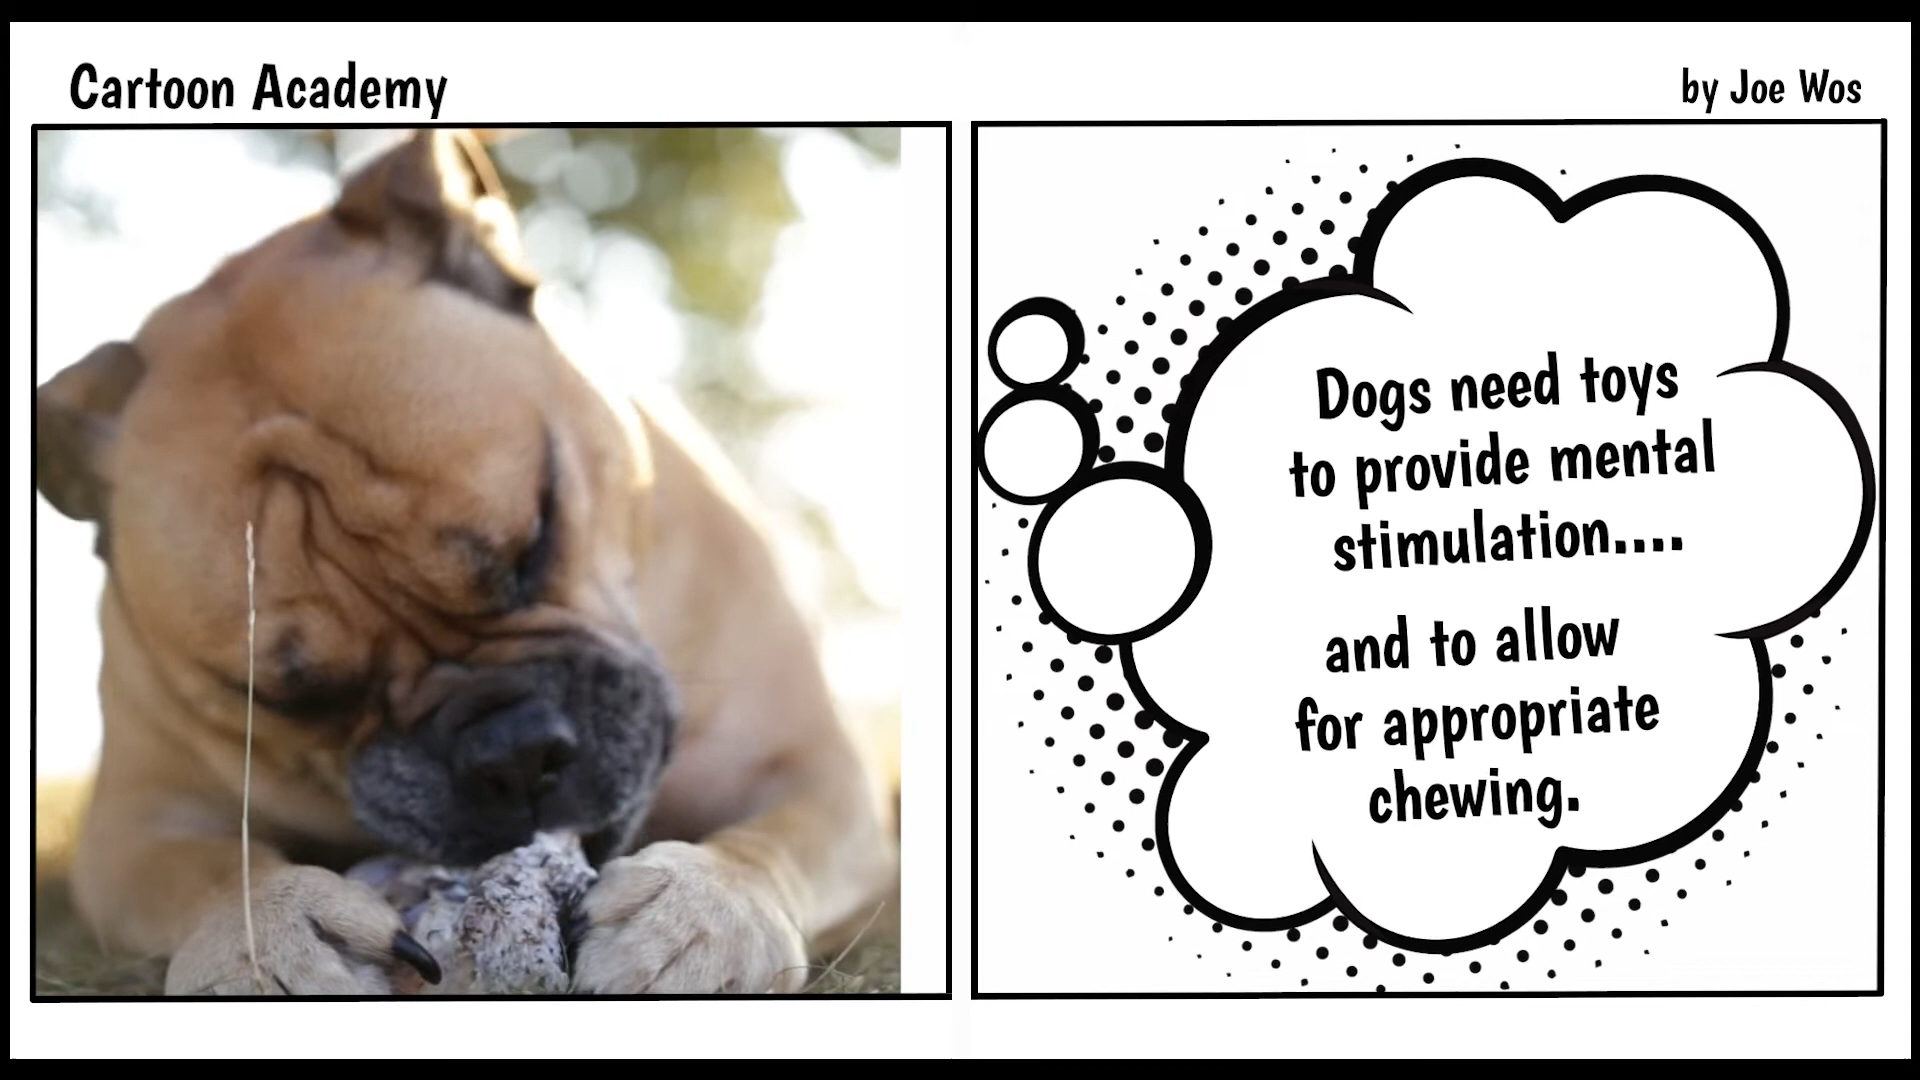 Cartoon Academy
by Joe Wos
Dogs need toys
to provide mental
stimulation....
and to allow
for appropriate
chewing.